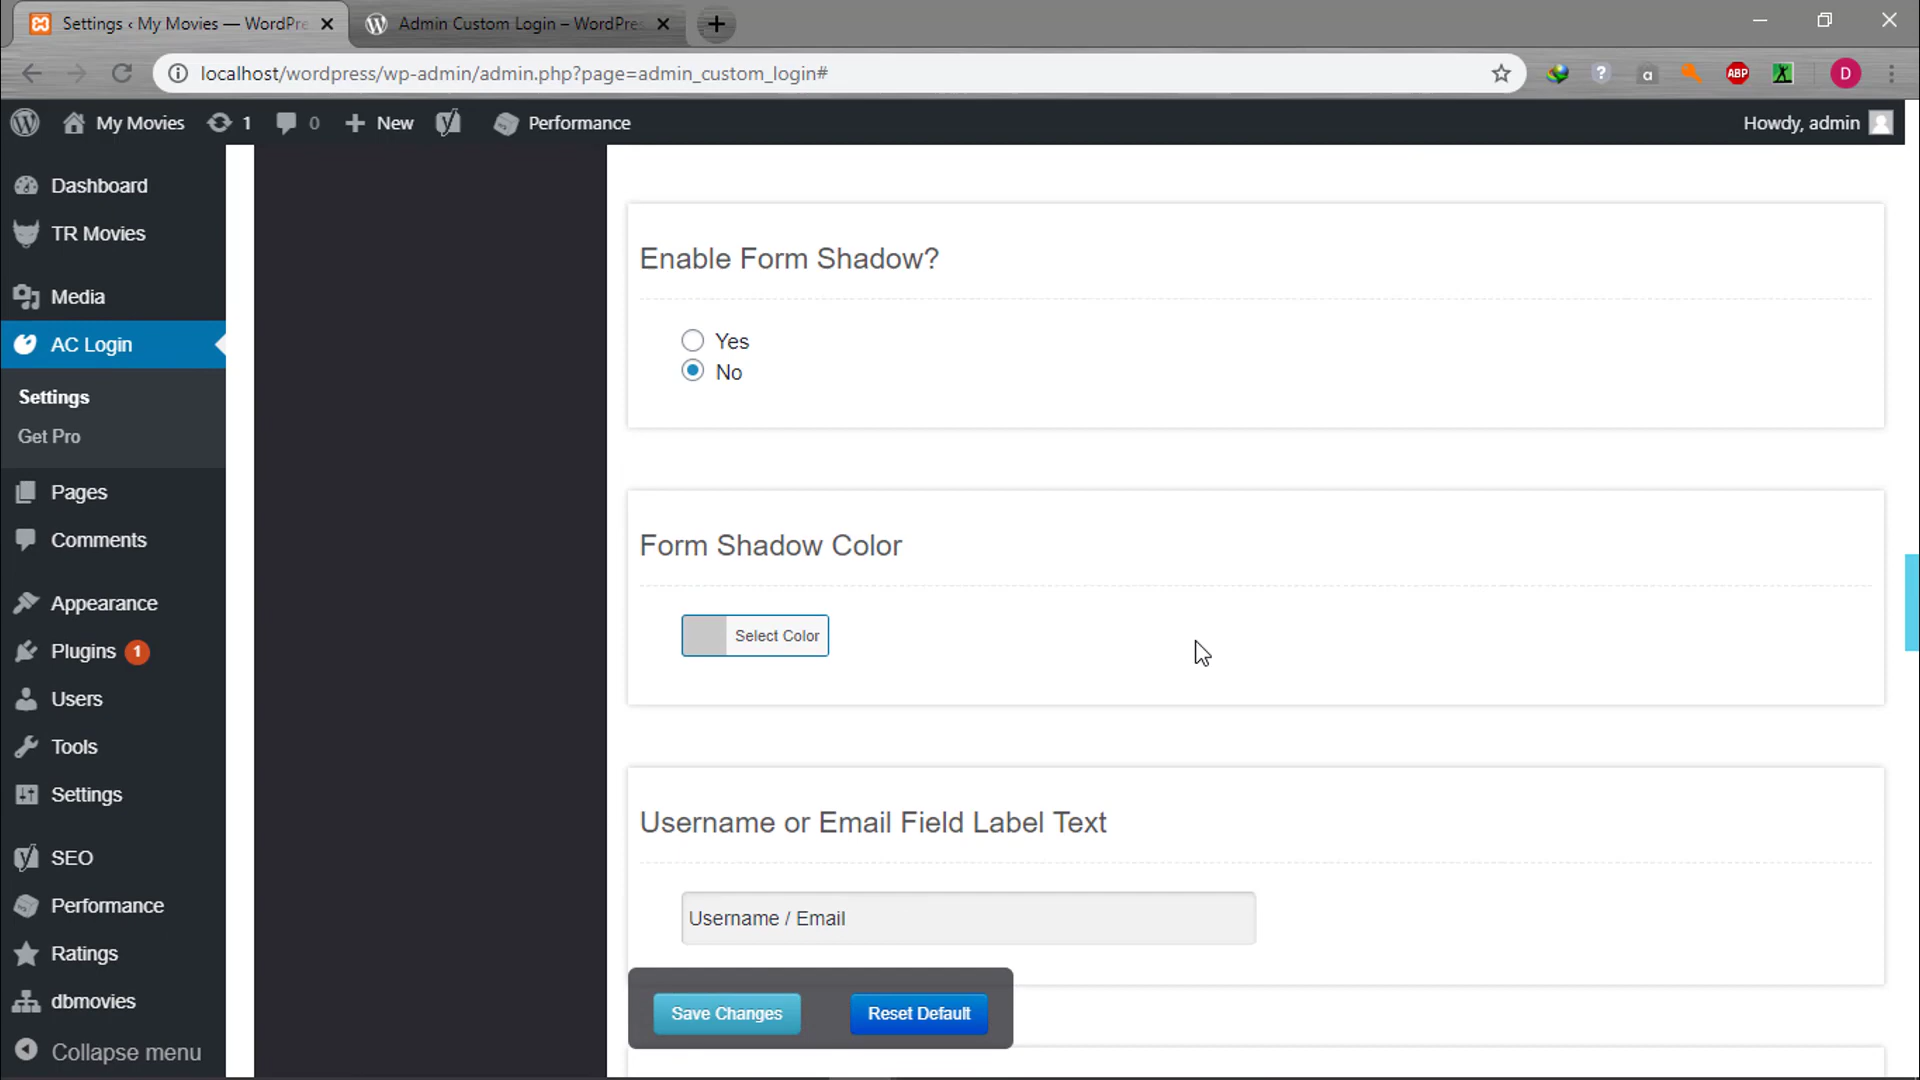 Settings ‹ My Movies — WordPre
Admin Custom Login – WordPres
localhost/wordpress/wp-admin/admin.php?page=admin_custom_login#
a
ABP
D
My Movies
1
0
New
Performance
Howdy, admin
Dashboard
TR Movies
Media
AC Login
Settings
Get Pro
Pages
Comments
Appearance
Plugins 1
Users
Tools
Settings
SEO
Performance
Ratings
dbmovies
Collapse menu
Enable Form Shadow?
Yes
No
Form Shadow Color
Select Color
Username or Email Field Label Text
Username / Email
Save Changes
Reset Default